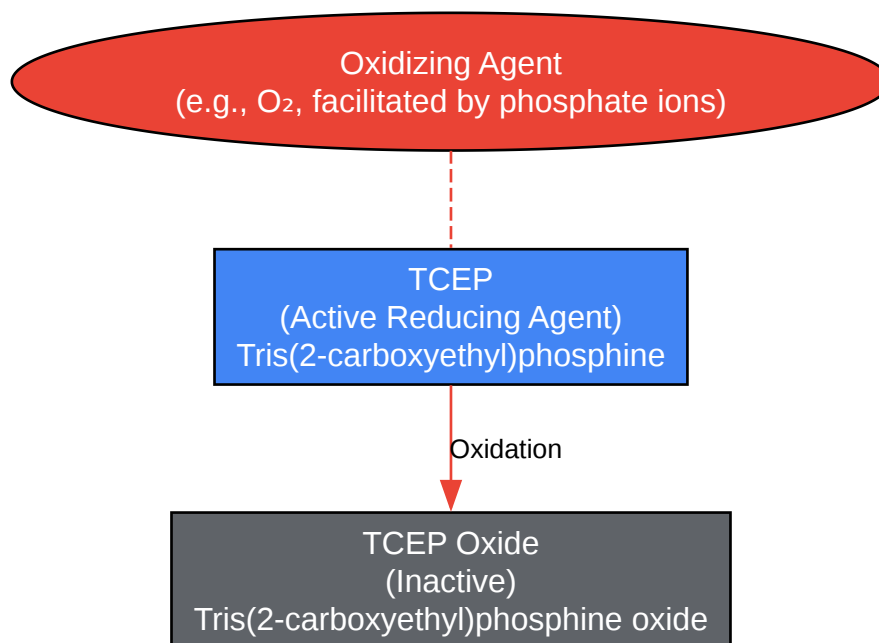 Oxidizing Agent
(e.g., O₂, facilitated by phosphate ions)
TCEP
(Active Reducing Agent)
Tris(2-carboxyethyl)phosphine
Oxidation
TCEP Oxide
(Inactive)
Tris(2-carboxyethyl)phosphine oxide